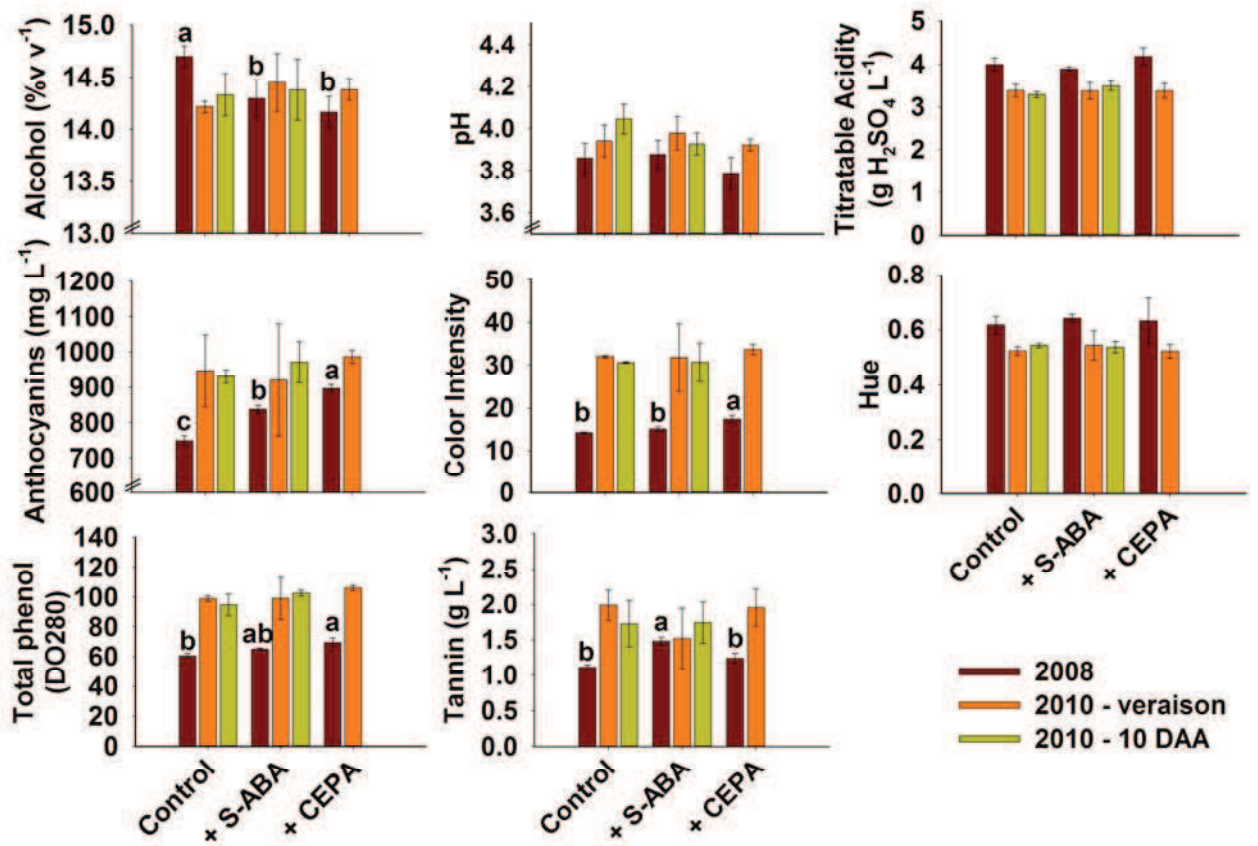 Alcohol (%v v-1)
15.0
14.5
14.0
13.5
13.0
a
b
b
pH
4.4
4.2
4.0
3.8
3.6
Titratable Acidity
(g H2SO4 L-1)
5
4
3
2
1
0
Anthocyanins (mg L-1)
1200
1100
1000
900
800
700
600
c
b
a
Color Intensity
50
40
30
20
10
0
b
b
a
Hue
0.8
0.6
0.4
0.2
0.0
Control
+ S-ABA
+ CEPA
Total phenol
(DO280)
140
120
100
80
60
40
20
0
b
ab
a
Control
+ S-ABA
+ CEPA
Tannin (g L-1)
3.0
2.5
2.0
1.5
1.0
0.5
0.0
b
a
b
Control
+ S-ABA
+ CEPA
2008
2010 - veraison
2010 - 10 DAA